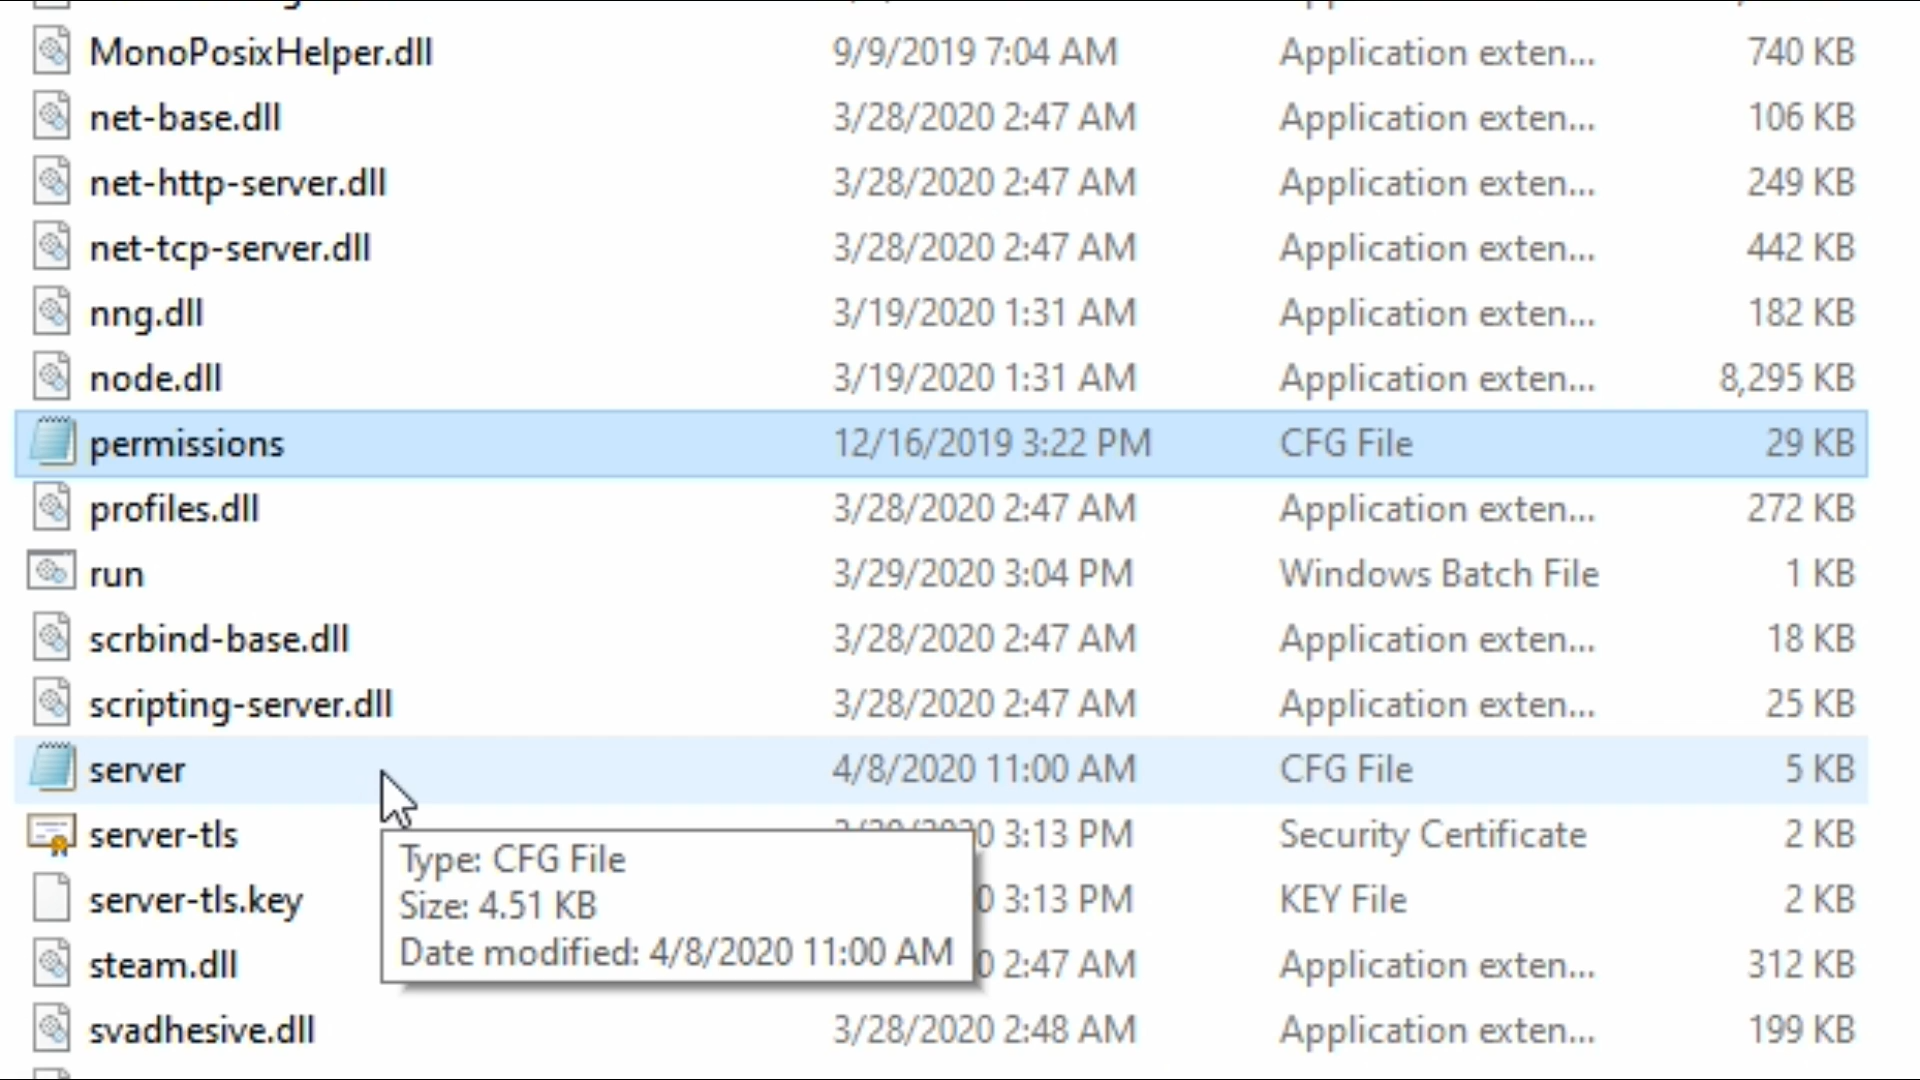 MonoPosixHelper.dll 9/9/2019 7:04 AM Application exten... 740 KB
net-base.dll 3/28/2020 2:47 AM Application exten... 106 KB
net-http-server.dll 3/28/2020 2:47 AM Application exten... 249 KB
net-tcp-server.dll 3/28/2020 2:47 AM Application exten... 442 KB
nng.dll 3/19/2020 1:31 AM Application exten... 182 KB
node.dll 3/19/2020 1:31 AM Application exten... 8,295 KB
permissions 12/16/2019 3:22 PM CFG File 29 KB
profiles.dll 3/28/2020 2:47 AM Application exten... 272 KB
run 3/29/2020 3:04 PM Windows Batch File 1 KB
scrbind-base.dll 3/28/2020 2:47 AM Application exten... 18 KB
scripting-server.dll 3/28/2020 2:47 AM Application exten... 25 KB
server 4/8/2020 11:00 AM CFG File 5 KB
server-tls 0 3:13 PM Security Certificate 2 KB
Type: CFG File
Size: 4.51 KB
Date modified: 4/8/2020 11:00 AM
server-tls.key 0 3:13 PM KEY File 2 KB
steam.dll 0 2:47 AM Application exten... 312 KB
svadhesive.dll 3/28/2020 2:48 AM Application exten... 199 KB